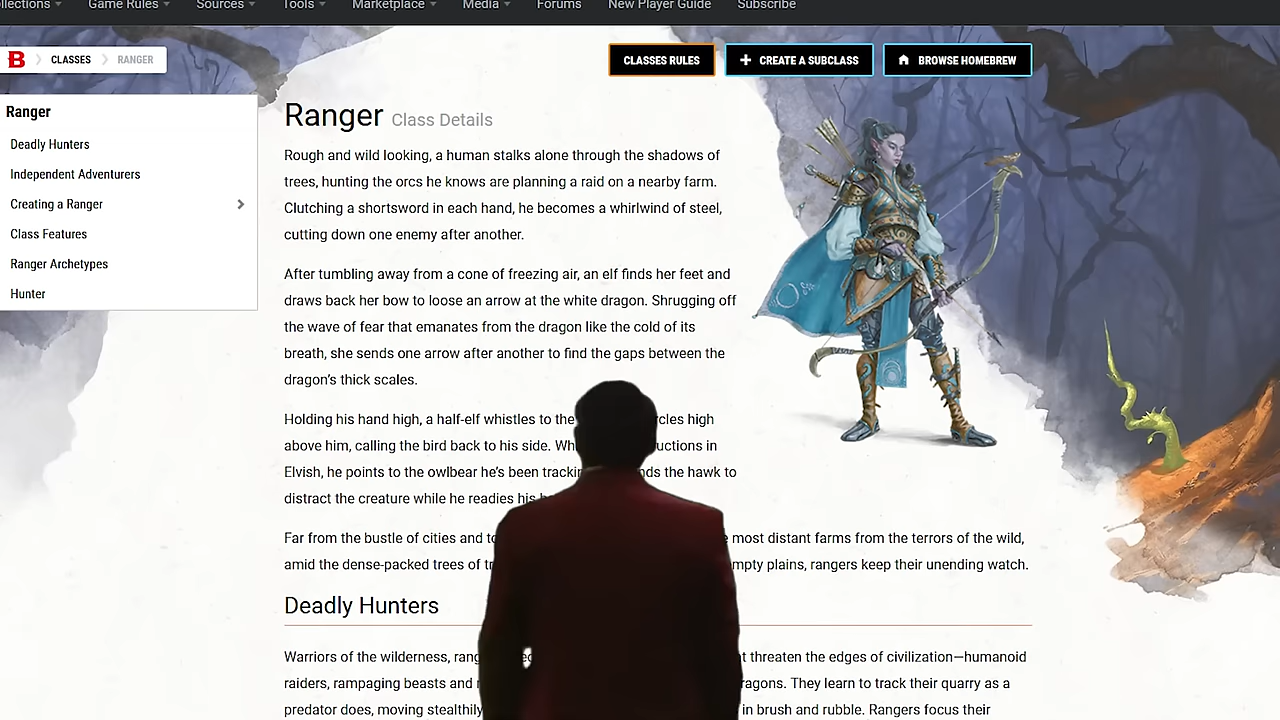 llections Game Rules Sources Tools Marketplace Media Forums New Player Guide Subscribe
B CLASSES RANGER
CLASSES RULES
CREATE A SUBCLASS
BROWSE HOMEBREW
Ranger
Deadly Hunters
Independent Adventurers
Creating a Ranger
Class Features
Ranger Archetypes
Hunter
Ranger Class Details
Rough and wild looking, a human stalks alone through the shadows of
trees, hunting the orcs he knows are planning a raid on a nearby farm.
Clutching a shortsword in each hand, he becomes a whirlwind of steel,
cutting down one enemy after another.
After tumbling away from a cone of freezing air, an elf finds her feet and
draws back her bow to loose an arrow at the white dragon. Shrugging off
the wave of fear that emanates from the dragon like the cold of its
breath, she sends one arrow after another to find the gaps between the
dragon's thick scales.
Holding his hand high, a half-elf whistles to the rcles high
above him, calling the bird back to his side. Wh uctions in
Elvish, he points to the owlbear he's been trackin nds the hawk to
distract the creature while he readies his
Far from the bustle of cities and most distant farms from the terrors of the wild,
amid the dense-packed trees of mpty plains, rangers keep their unending watch.
Deadly Hunters
Warriors of the wilderness, rang t threaten the edges of civilization—humanoid
raiders, rampaging beasts and ragons. They learn to track their quarry as a
predator does, moving stealthily in brush and rubble. Rangers focus their